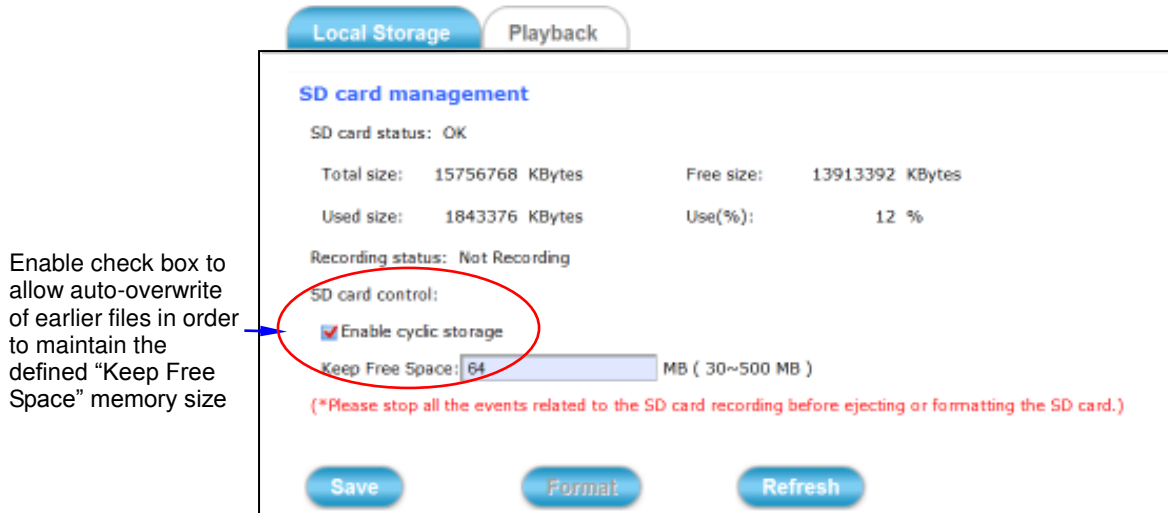 Local Storage Playback
SD card management
SD card status: OK
Total size: 15756768 KBytes Free size: 13913392 KBytes
Used size: 1843376 KBytes Use(%): 12 %
Recording status: Not Recording
SD card control:
Enable cyclic storage
Keep Free Space: 64 MB ( 30~500 MB )
(*Please stop all the events related to the SD card recording before ejecting or formatting the SD card.)
Save Format Refresh
Enable check box to
allow auto-overwrite
of earlier files in order
to maintain the
defined “Keep Free
Space” memory size